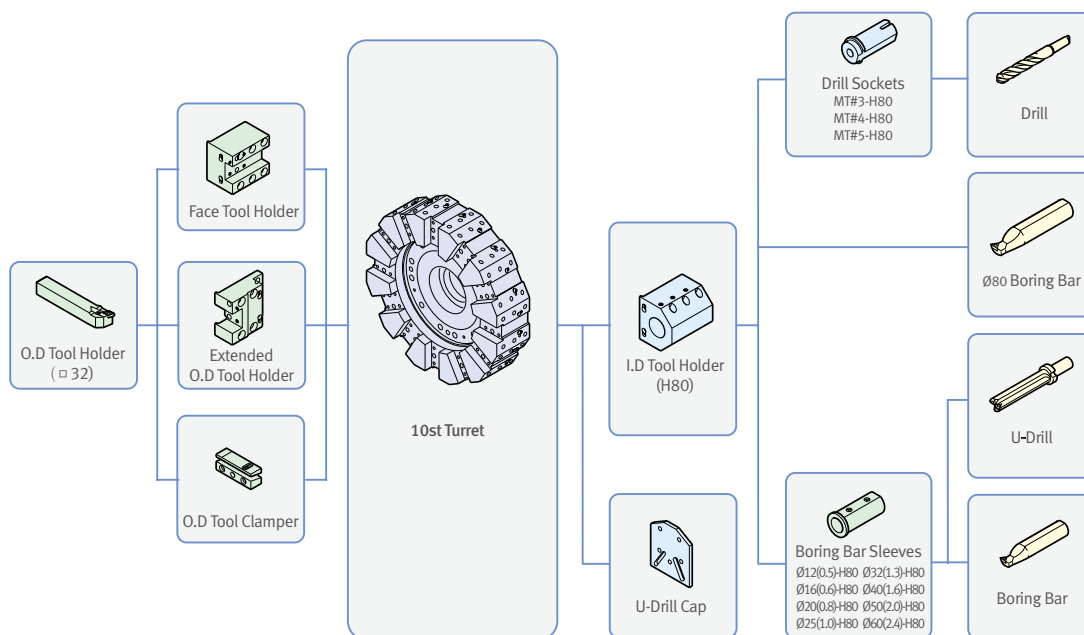 O.D Tool Holder
(□ 32)
Face Tool Holder
Extended
O.D Tool Holder
O.D Tool Clamper
10st Turret
I.D Tool Holder
(H80)
U-Drill Cap
Drill Sockets
MT#3-H80
MT#4-H80
MT#5-H80
Boring Bar Sleeves
Ø12(0.5)-H80 Ø32(1.3)-H80
Ø16(0.6)-H80 Ø40(1.6)-H80
Ø20(0.8)-H80 Ø50(2.0)-H80
Ø25(1.0)-H80 Ø60(2.4)-H80
Drill
Ø80 Boring Bar
U-Drill
Boring Bar